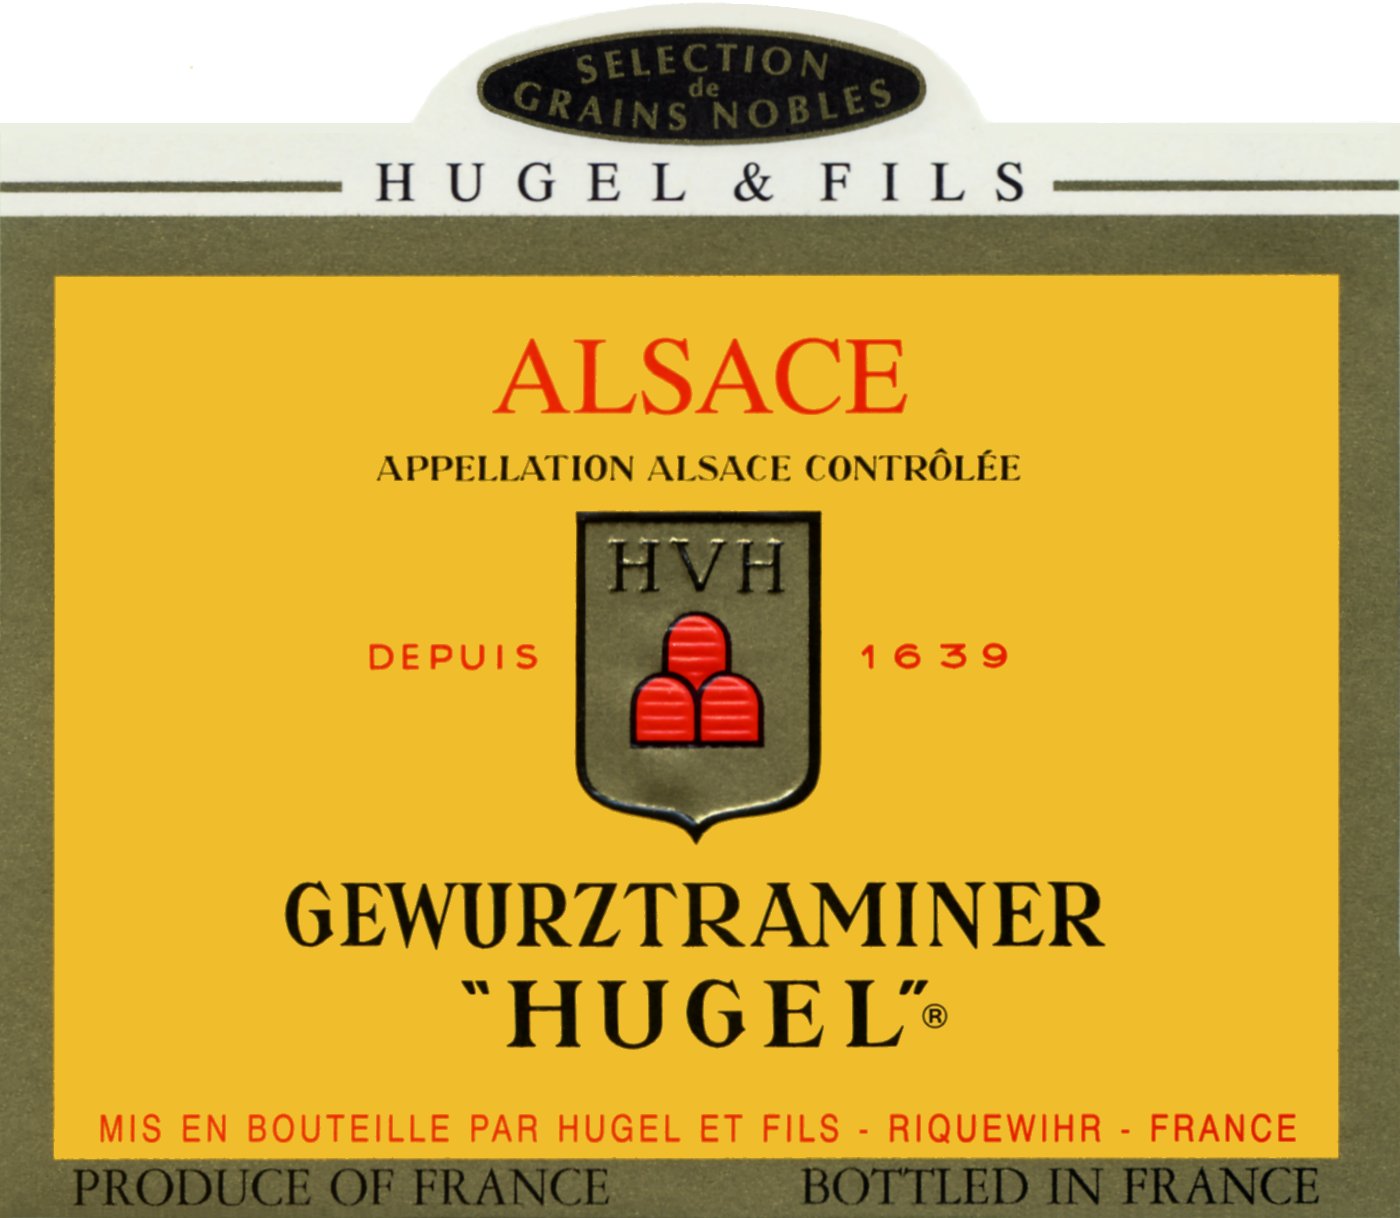 SELECTION
de
GRAINS NOBLES
HUGEL & FILS
ALSACE
APPELLATION ALSACE CONTRÔLÉE
HVH
DEPUIS 1639
GEWURZTRAMINER
"HUGEL"®
MIS EN BOUTEILLE PAR HUGEL ET FILS - RIQUEWIHR - FRANCE
PRODUCE OF FRANCE BOTTLED IN FRANCE